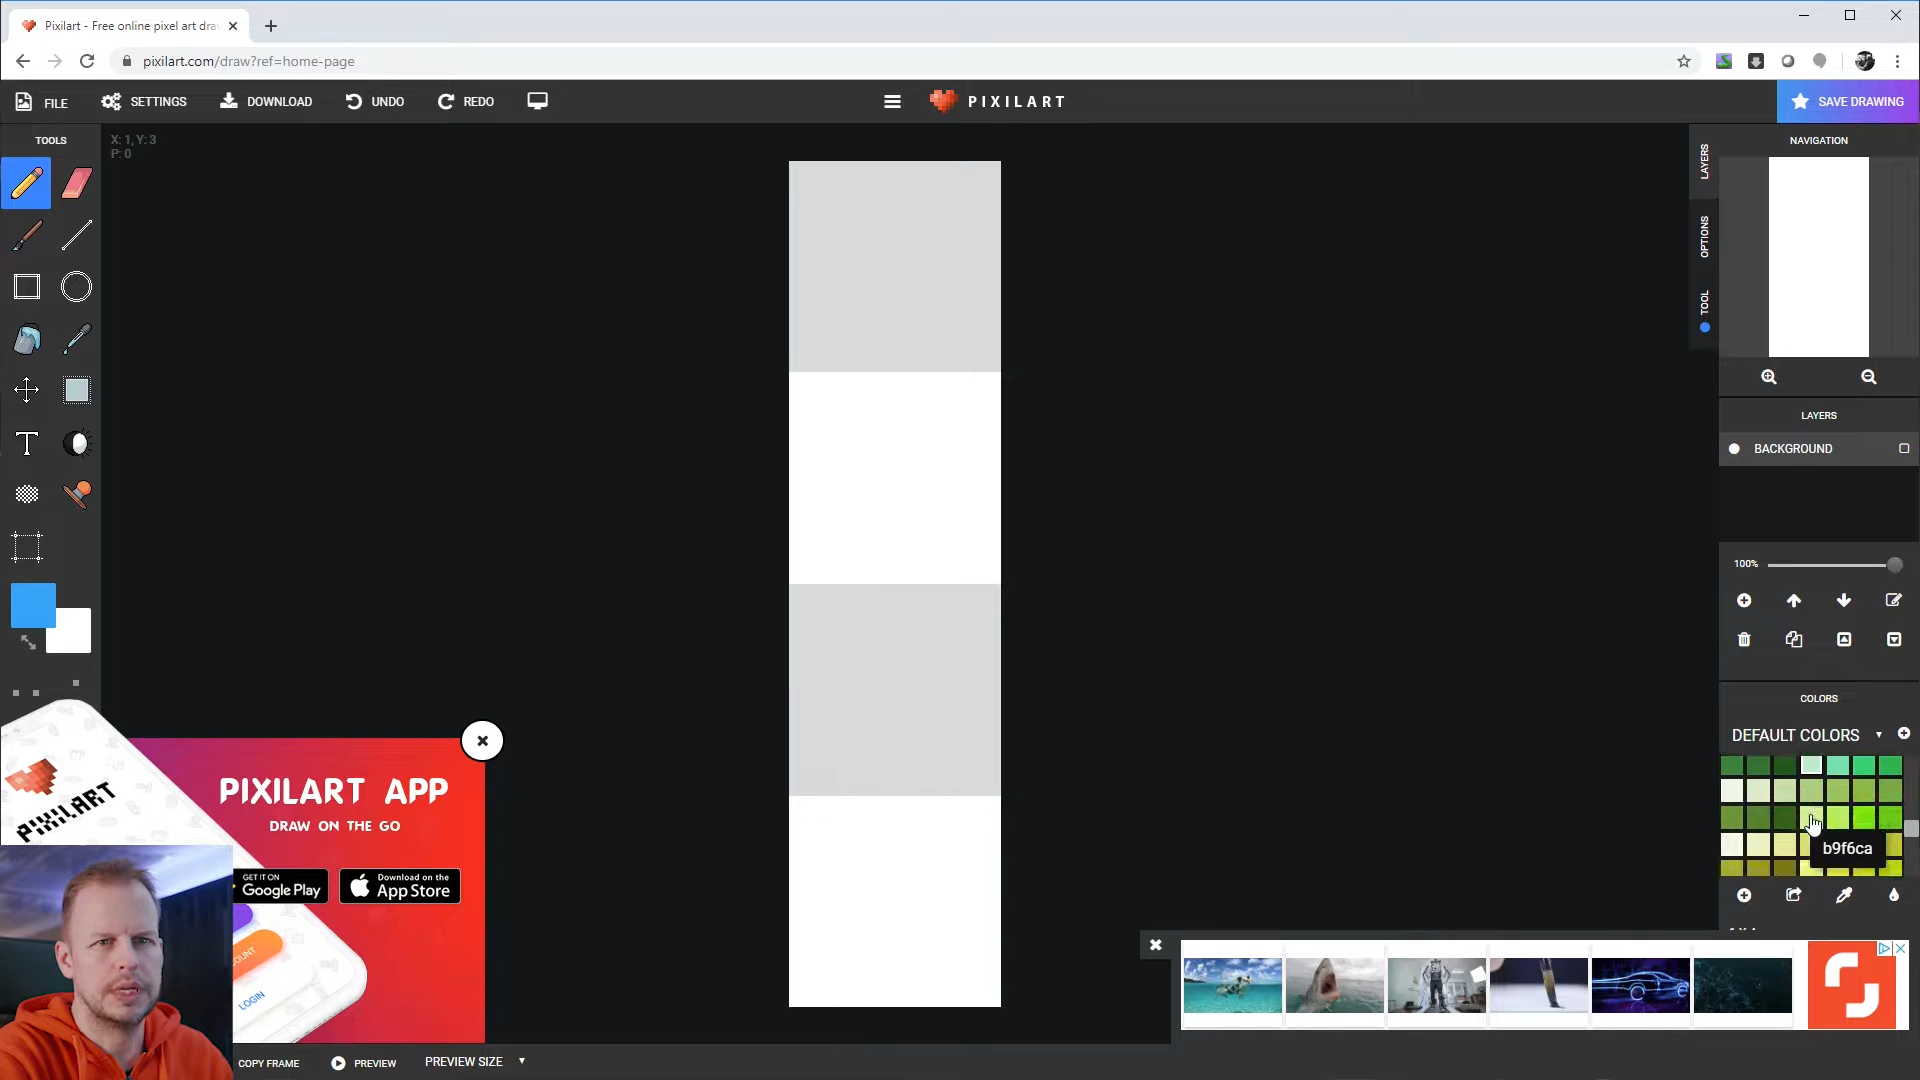 Pixilart - Free online pixel art dra
pixilart.com/draw?ref=home-page
FILE
SETTINGS
DOWNLOAD
UNDO
REDO
PIXILART
SAVE DRAWING
TOOLS
X: 1, Y: 3
P: 0
LAYERS
OPTIONS
TOOL
NAVIGATION
LAYERS
BACKGROUND
100%
COLORS
DEFAULT COLORS
b9f6ca
PIXILART
PIXILART APP
DRAW ON THE GO
GET IT ON
Google Play
Download on the
App Store
LOGIN
COPY FRAME
PREVIEW
PREVIEW SIZE